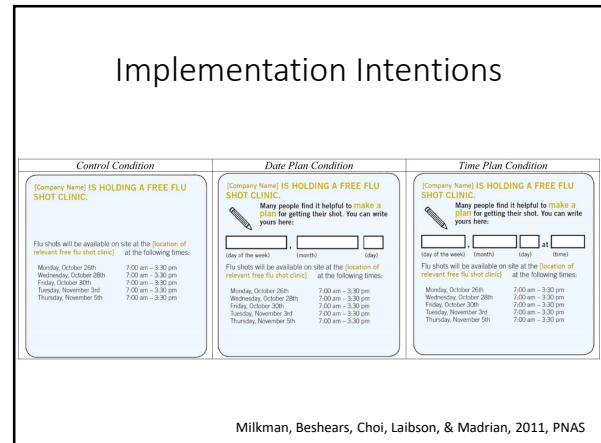 Implementation Intentions
Control Condition
[Company Name] IS HOLDING A FREE FLU
SHOT CLINIC.
Flu shots will be available on site at the [location of
relevant free flu shot clinic] at the following times:
Monday, October 26th 7:00 am – 3:30 pm
Wednesday, October 28th 7:00 am – 3:30 pm
Friday, October 30th 7:00 am – 3:30 pm
Tuesday, November 3rd 7:00 am – 3:30 pm
Thursday, November 5th 7:00 am – 3:30 pm
Date Plan Condition
[Company Name] IS HOLDING A FREE FLU
SHOT CLINIC.
Many people find it helpful to make a
plan for getting their shot. You can write
yours here:
,
(day of the week) (month) (day)
Flu shots will be available on site at the [location of
relevant free flu shot clinic] at the following times:
Monday, October 26th 7:00 am – 3:30 pm
Wednesday, October 28th 7:00 am – 3:30 pm
Friday, October 30th 7:00 am – 3:30 pm
Tuesday, November 3rd 7:00 am – 3:30 pm
Thursday, November 5th 7:00 am – 3:30 pm
Time Plan Condition
[Company Name] IS HOLDING A FREE FLU
SHOT CLINIC.
Many people find it helpful to make a
plan for getting their shot. You can write
yours here:
, at
(day of the week) (month) (day) (time)
Flu shots will be available on site at the [location of
relevant free flu shot clinic] at the following times:
Monday, October 26th 7:00 am – 3:30 pm
Wednesday, October 28th 7:00 am – 3:30 pm
Friday, October 30th 7:00 am – 3:30 pm
Tuesday, November 3rd 7:00 am – 3:30 pm
Thursday, November 5th 7:00 am – 3:30 pm
Milkman, Beshears, Choi, Laibson, & Madrian, 2011, PNAS